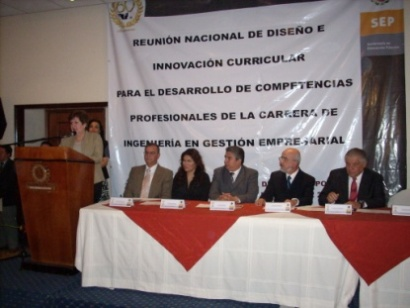 REUNIÓN NACIONAL DE DISEÑO E
INNOVACIÓN CURRICULAR
PARA EL DESARROLLO DE COMPETENCIAS
PROFESIONALES DE LA CARRERA DE
INGENIERÍA EN GESTIÓN EMPRESARIAL
SEP